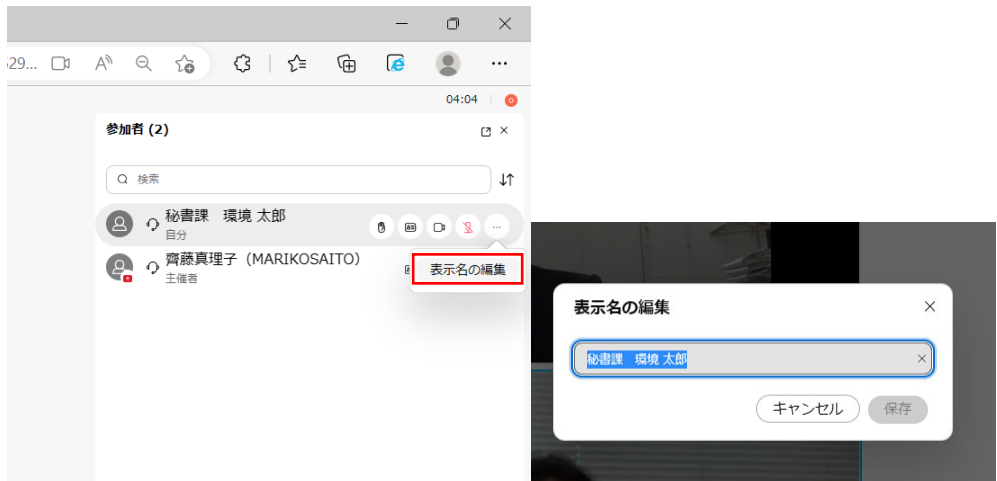 529...
04:04
参加者 (2)
検索
秘書課　環境 太郎
自分
齊藤真理子（MARIKOSAITO）
主催者
表示名の編集
表示名の編集
秘書課　環境 太郎
キャンセル
保存